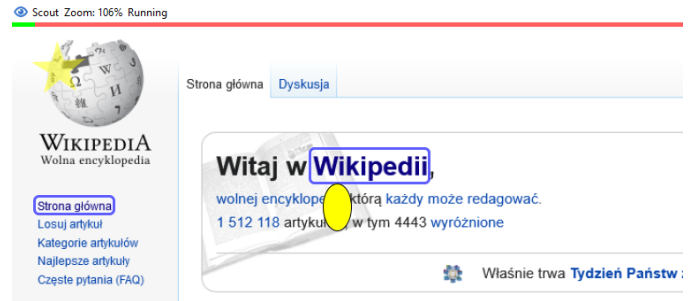 Scout Zoom: 106% Running
WIKIPEDIA
Wolna encyklopedia
Strona główna
Losuj artykuł
Kategorie artykułów
Najlepsze artykuły
Częste pytania (FAQ)
Strona główna Dyskusja
Witaj w Wikipedii,
wolnej którą każdy może redagować.
1 512 118 w tym 4443 wyróżnione
Właśnie trwa Tydzień Państw